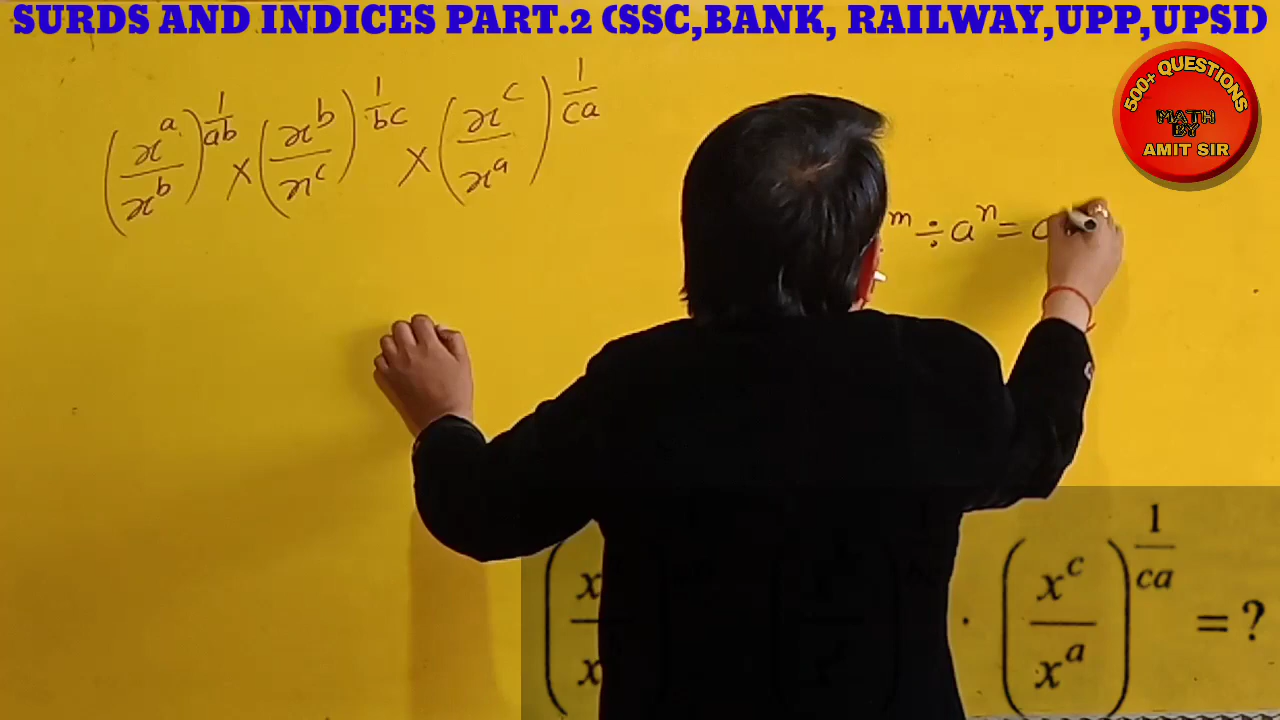 SURDS AND INDICES PART.2 (SSC,BANK, RAILWAY,UPP,UPSI)
500+ QUESTIONS
MATH
BY
AMIT SIR
(x^a/x^b)^(1/ab) × (x^b/x^c)^(1/bc) × (x^c/x^a)^(1/ca)
m ÷ a^n =
· (x^c/x^a)^(1/ca) = ?